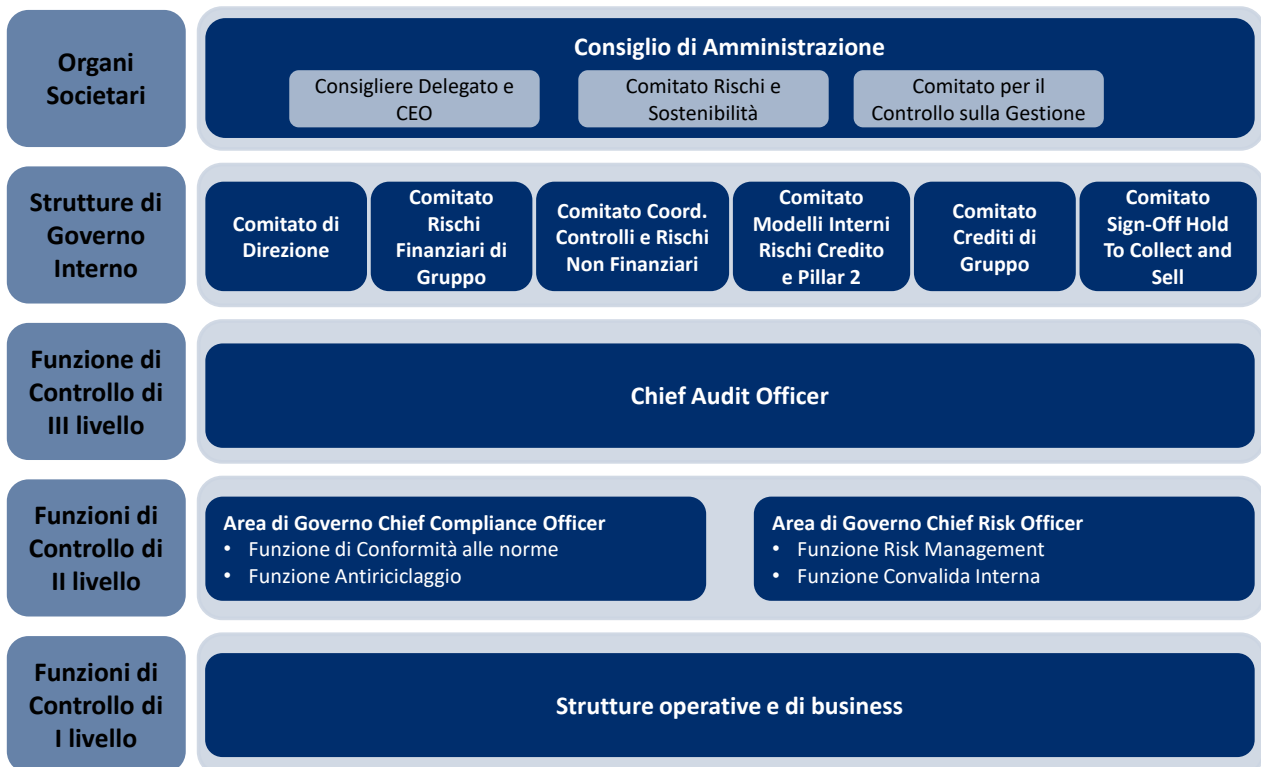 Organi
Societari
Consiglio di Amministrazione
Consigliere Delegato e
CEO
Comitato Rischi e
Sostenibilità
Comitato per il
Controllo sulla Gestione
Strutture di
Governo
Interno
Comitato di
Direzione
Comitato
Rischi
Finanziari di
Gruppo
Comitato Coord.
Controlli e Rischi
Non Finanziari
Comitato
Modelli Interni
Rischi Credito
e Pillar 2
Comitato
Crediti di
Gruppo
Comitato
Sign-Off Hold
To Collect and
Sell
Funzione di
Controllo di
III livello
Chief Audit Officer
Funzioni di
Controllo di
II livello
Area di Governo Chief Compliance Officer
• Funzione di Conformità alle norme
• Funzione Antiriciclaggio
Area di Governo Chief Risk Officer
• Funzione Risk Management
• Funzione Convalida Interna
Funzioni di
Controllo di
I livello
Strutture operative e di business